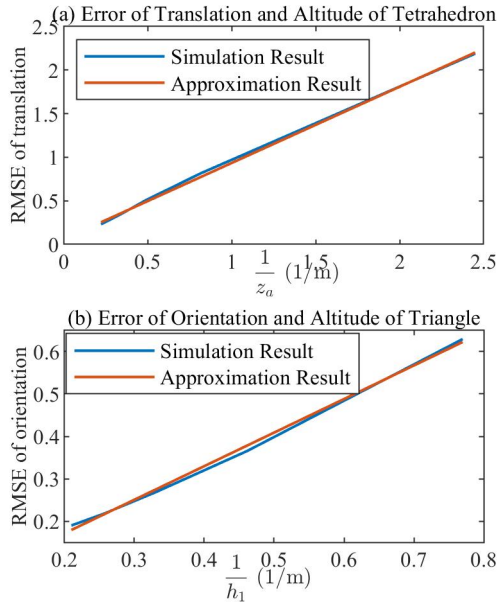 (a) Error of Translation and Altitude of Tetrahedron
2.5
2
1.5
1
0.5
0
RMSE of translation
Simulation Result
Approximation Result
0 0.5 1 1.5 2 2.5
1/z_a (1/m)
(b) Error of Orientation and Altitude of Triangle
0.6
0.5
0.4
0.3
0.2
RMSE of orientation
Simulation Result
Approximation Result
0.2 0.3 0.4 0.5 0.6 0.7 0.8
1/h_1 (1/m)